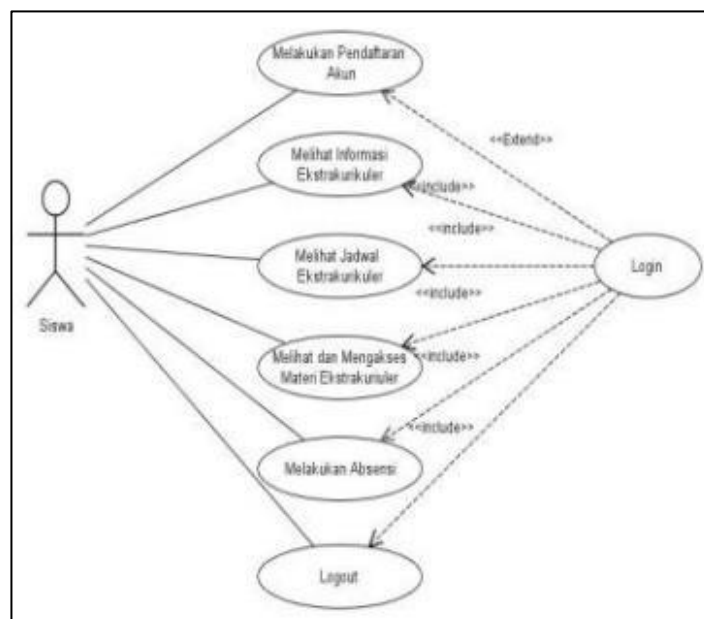 Melakukan Pendaftaran
Akun
<<Extend>>
Melihat Informasi
Ekstrakurikuler
<<include>>
<<include>>
Melihat Jadwal
Ekstrakurikuler
Login
<<include>>
Siswa
Melihat dan Mengakses
Materi Ekstrakuriuler
<<include>>
<<include>>
Melakukan Absensi
Logout